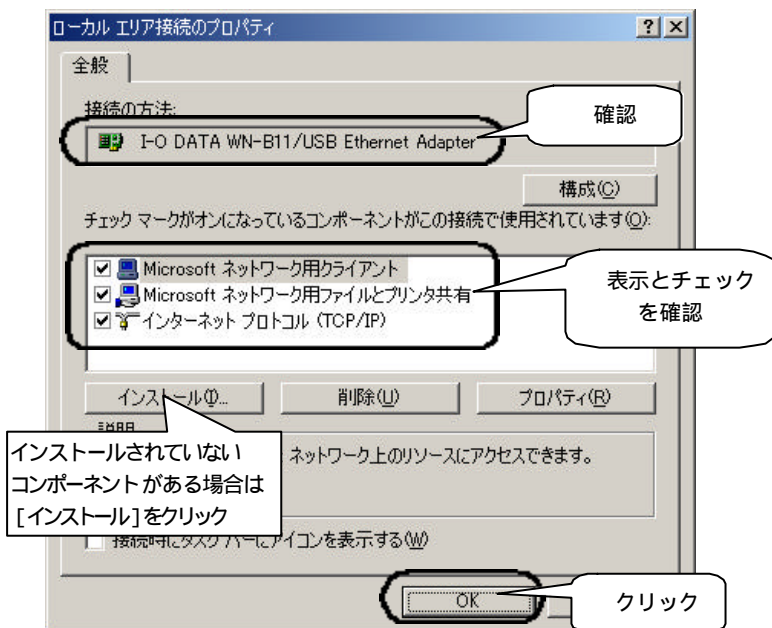 ローカル エリア接続のプロパティ
全般
接続の方法:
確認
I-O DATA WN-B11/USB Ethernet Adapter
構成(C)
チェック マークがオンになっているコンポーネントがこの接続で使用されています(O):
Microsoft ネットワーク用クライアント
Microsoft ネットワーク用ファイルとプリンタ共有
インターネット プロトコル (TCP/IP)
表示とチェック
を確認
インストール(I)...
削除(U)
プロパティ(R)
説明
インストールされていない
コンポーネントがある場合は
[インストール]をクリック
ネットワーク上のリソースにアクセスできます。
接続時にタスク バーにアイコンを表示する(W)
OK
クリック